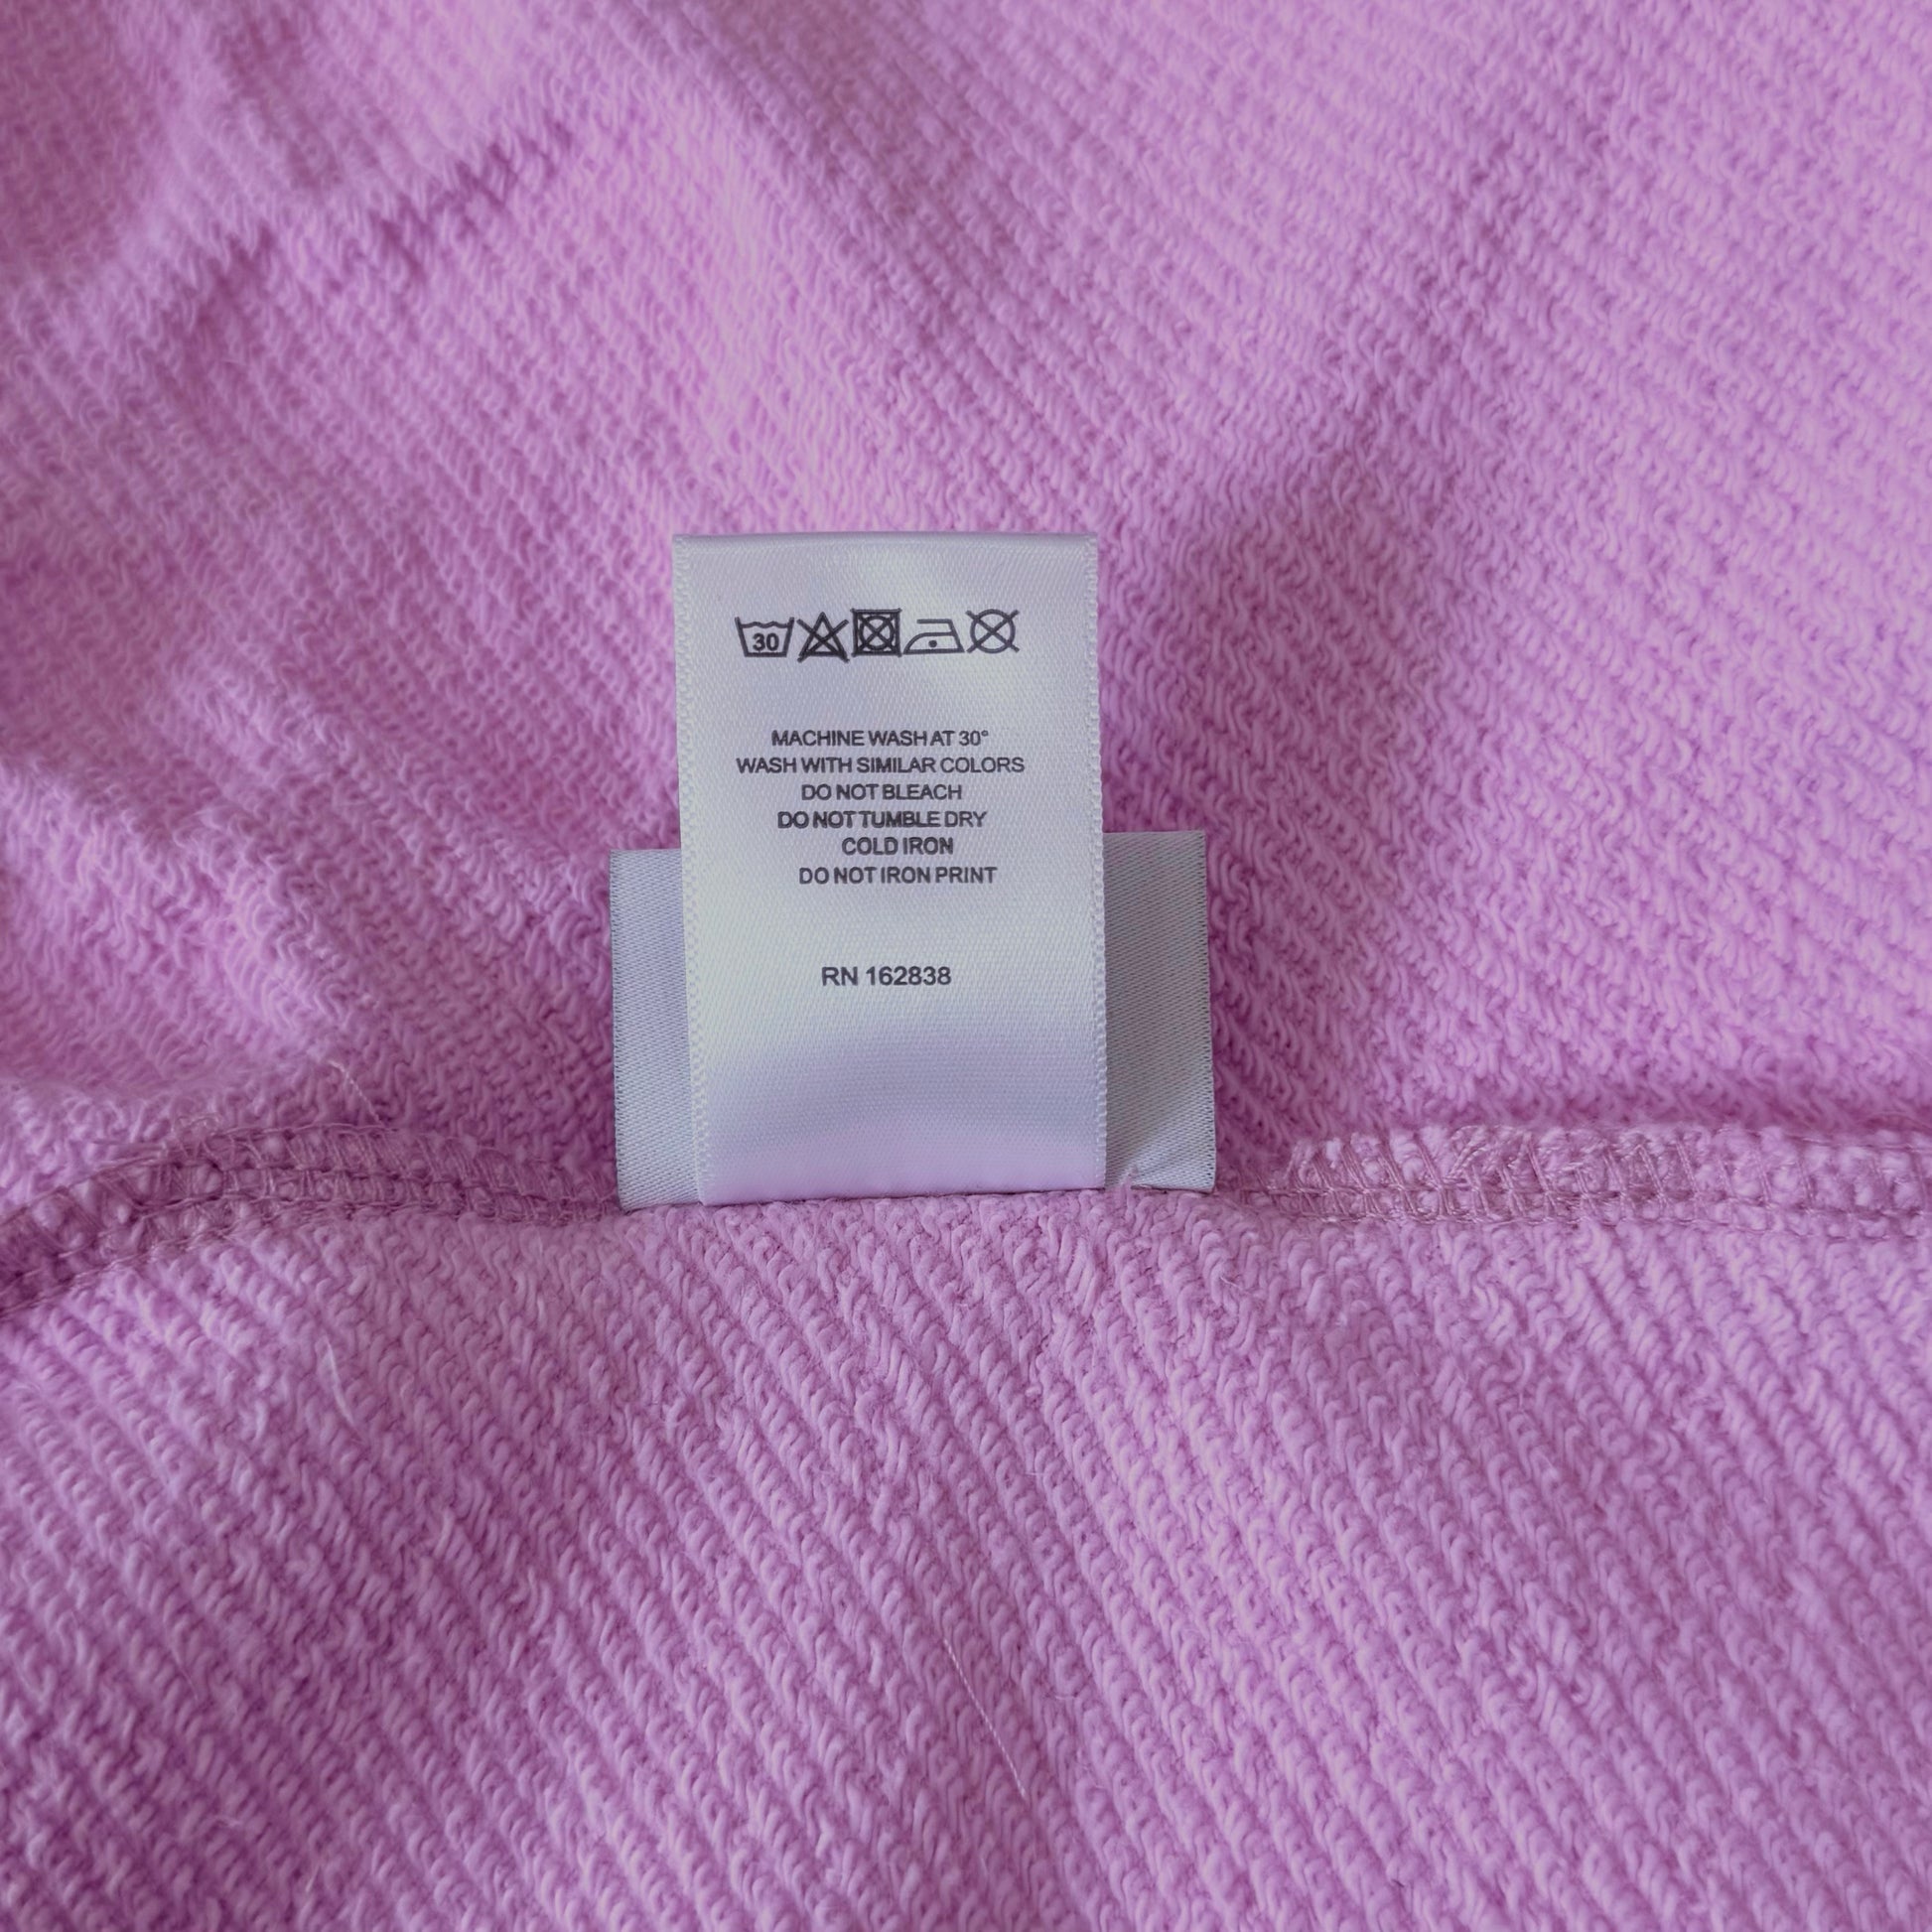 30
MACHINE WASH AT 30°
WASH WITH SIMILAR COLORS
DO NOT BLEACH
DO NOT TUMBLE DRY
COLD IRON
DO NOT IRON PRINT
RN 162838